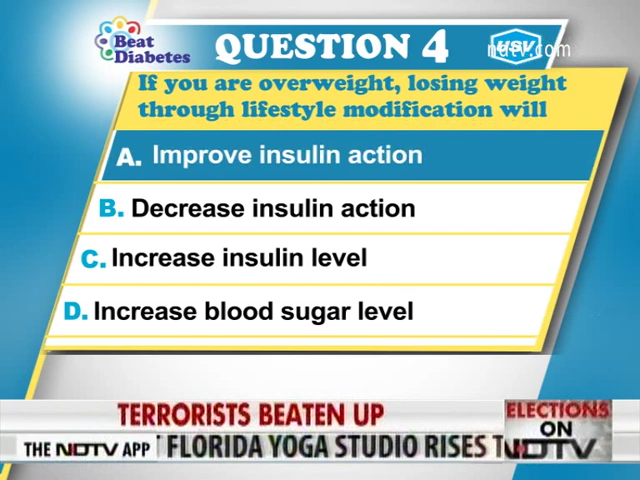 Beat
Diabetes
QUESTION 4
USV
ndtv.com
If you are overweight, losing weight
through lifestyle modification will
A. Improve insulin action
B. Decrease insulin action
C. Increase insulin level
D. Increase blood sugar level
TERRORISTS BEATEN UP
ELECTIONS
ON
NDTV
THE NDTV APP
FLORIDA YOGA STUDIO RISES